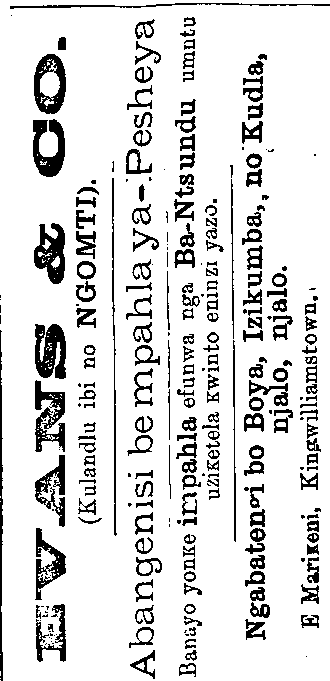 EVANS & CO.
(Kulandlu ibi no NGOMTI).
Abangenisi be mpahla ya-Pesheya
Banayo yonke impahla efunwa nga Ba-Ntsundu umntu
uziketela kwinto eninzi yazo.
Ngabatengi bo Boya, Izikumba, no Kudla,
njalo, njalo.
E Marikeni, Kingwilliamstown.